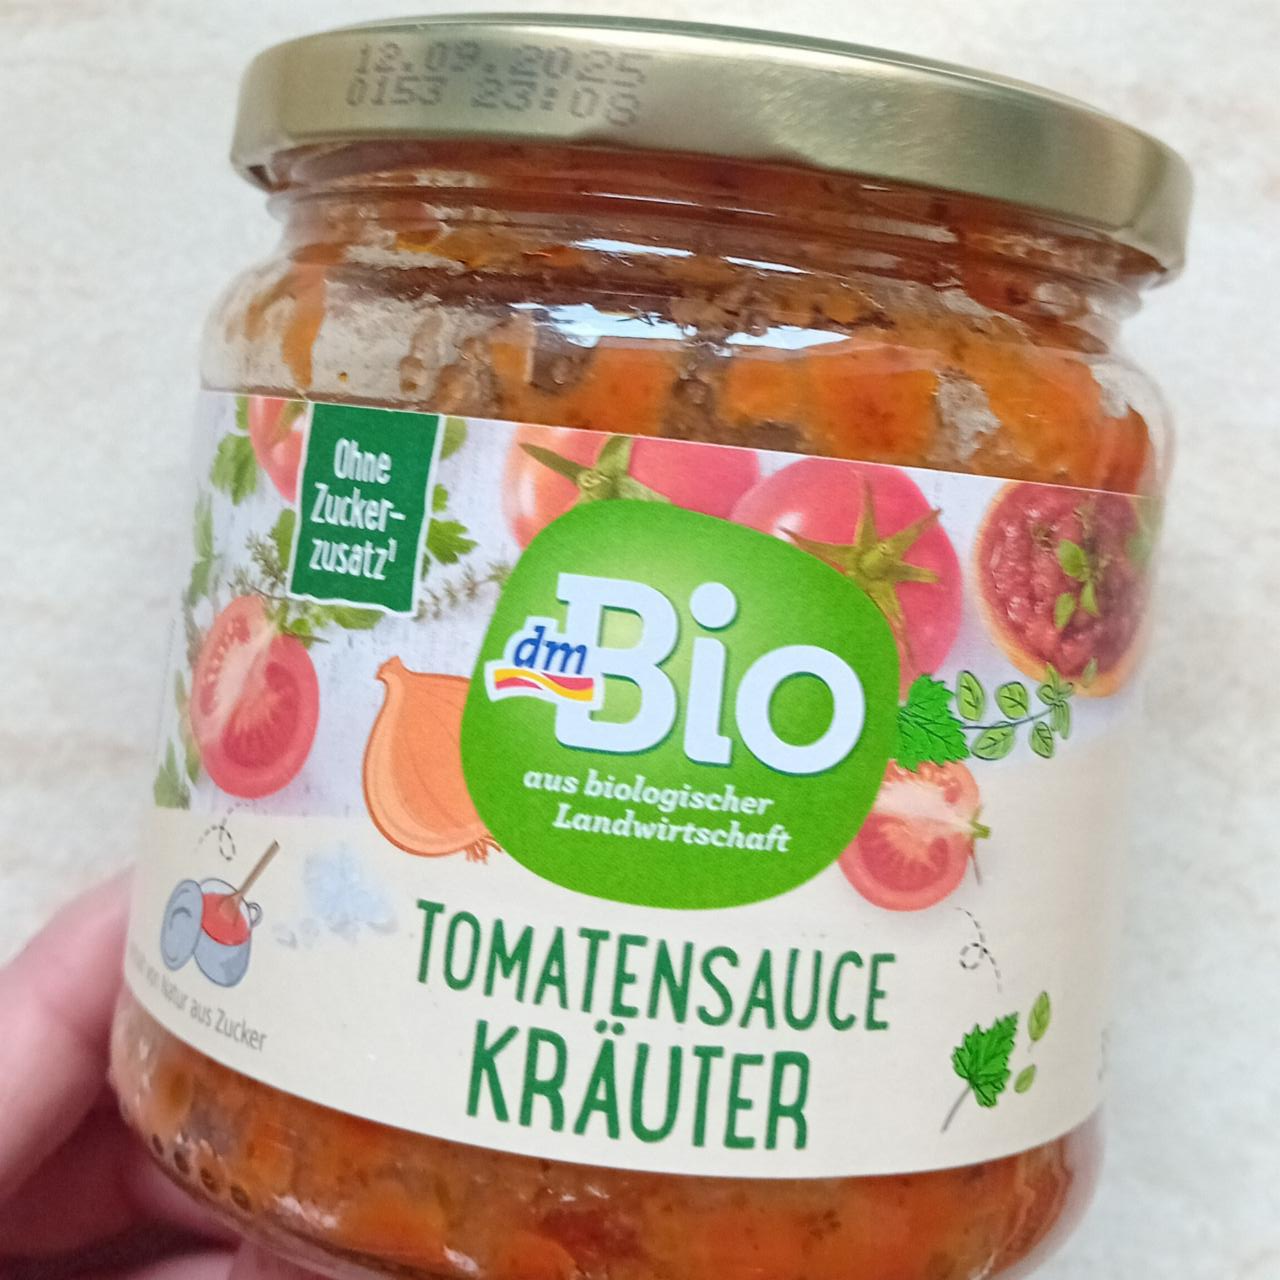 12.09.2025
0153 23:08
Ohne
Zucker-
zusatz¹
dm
Bio
aus biologischer
Landwirtschaft
TOMATENSAUCE
KRÄUTER
von Natur aus Zucker